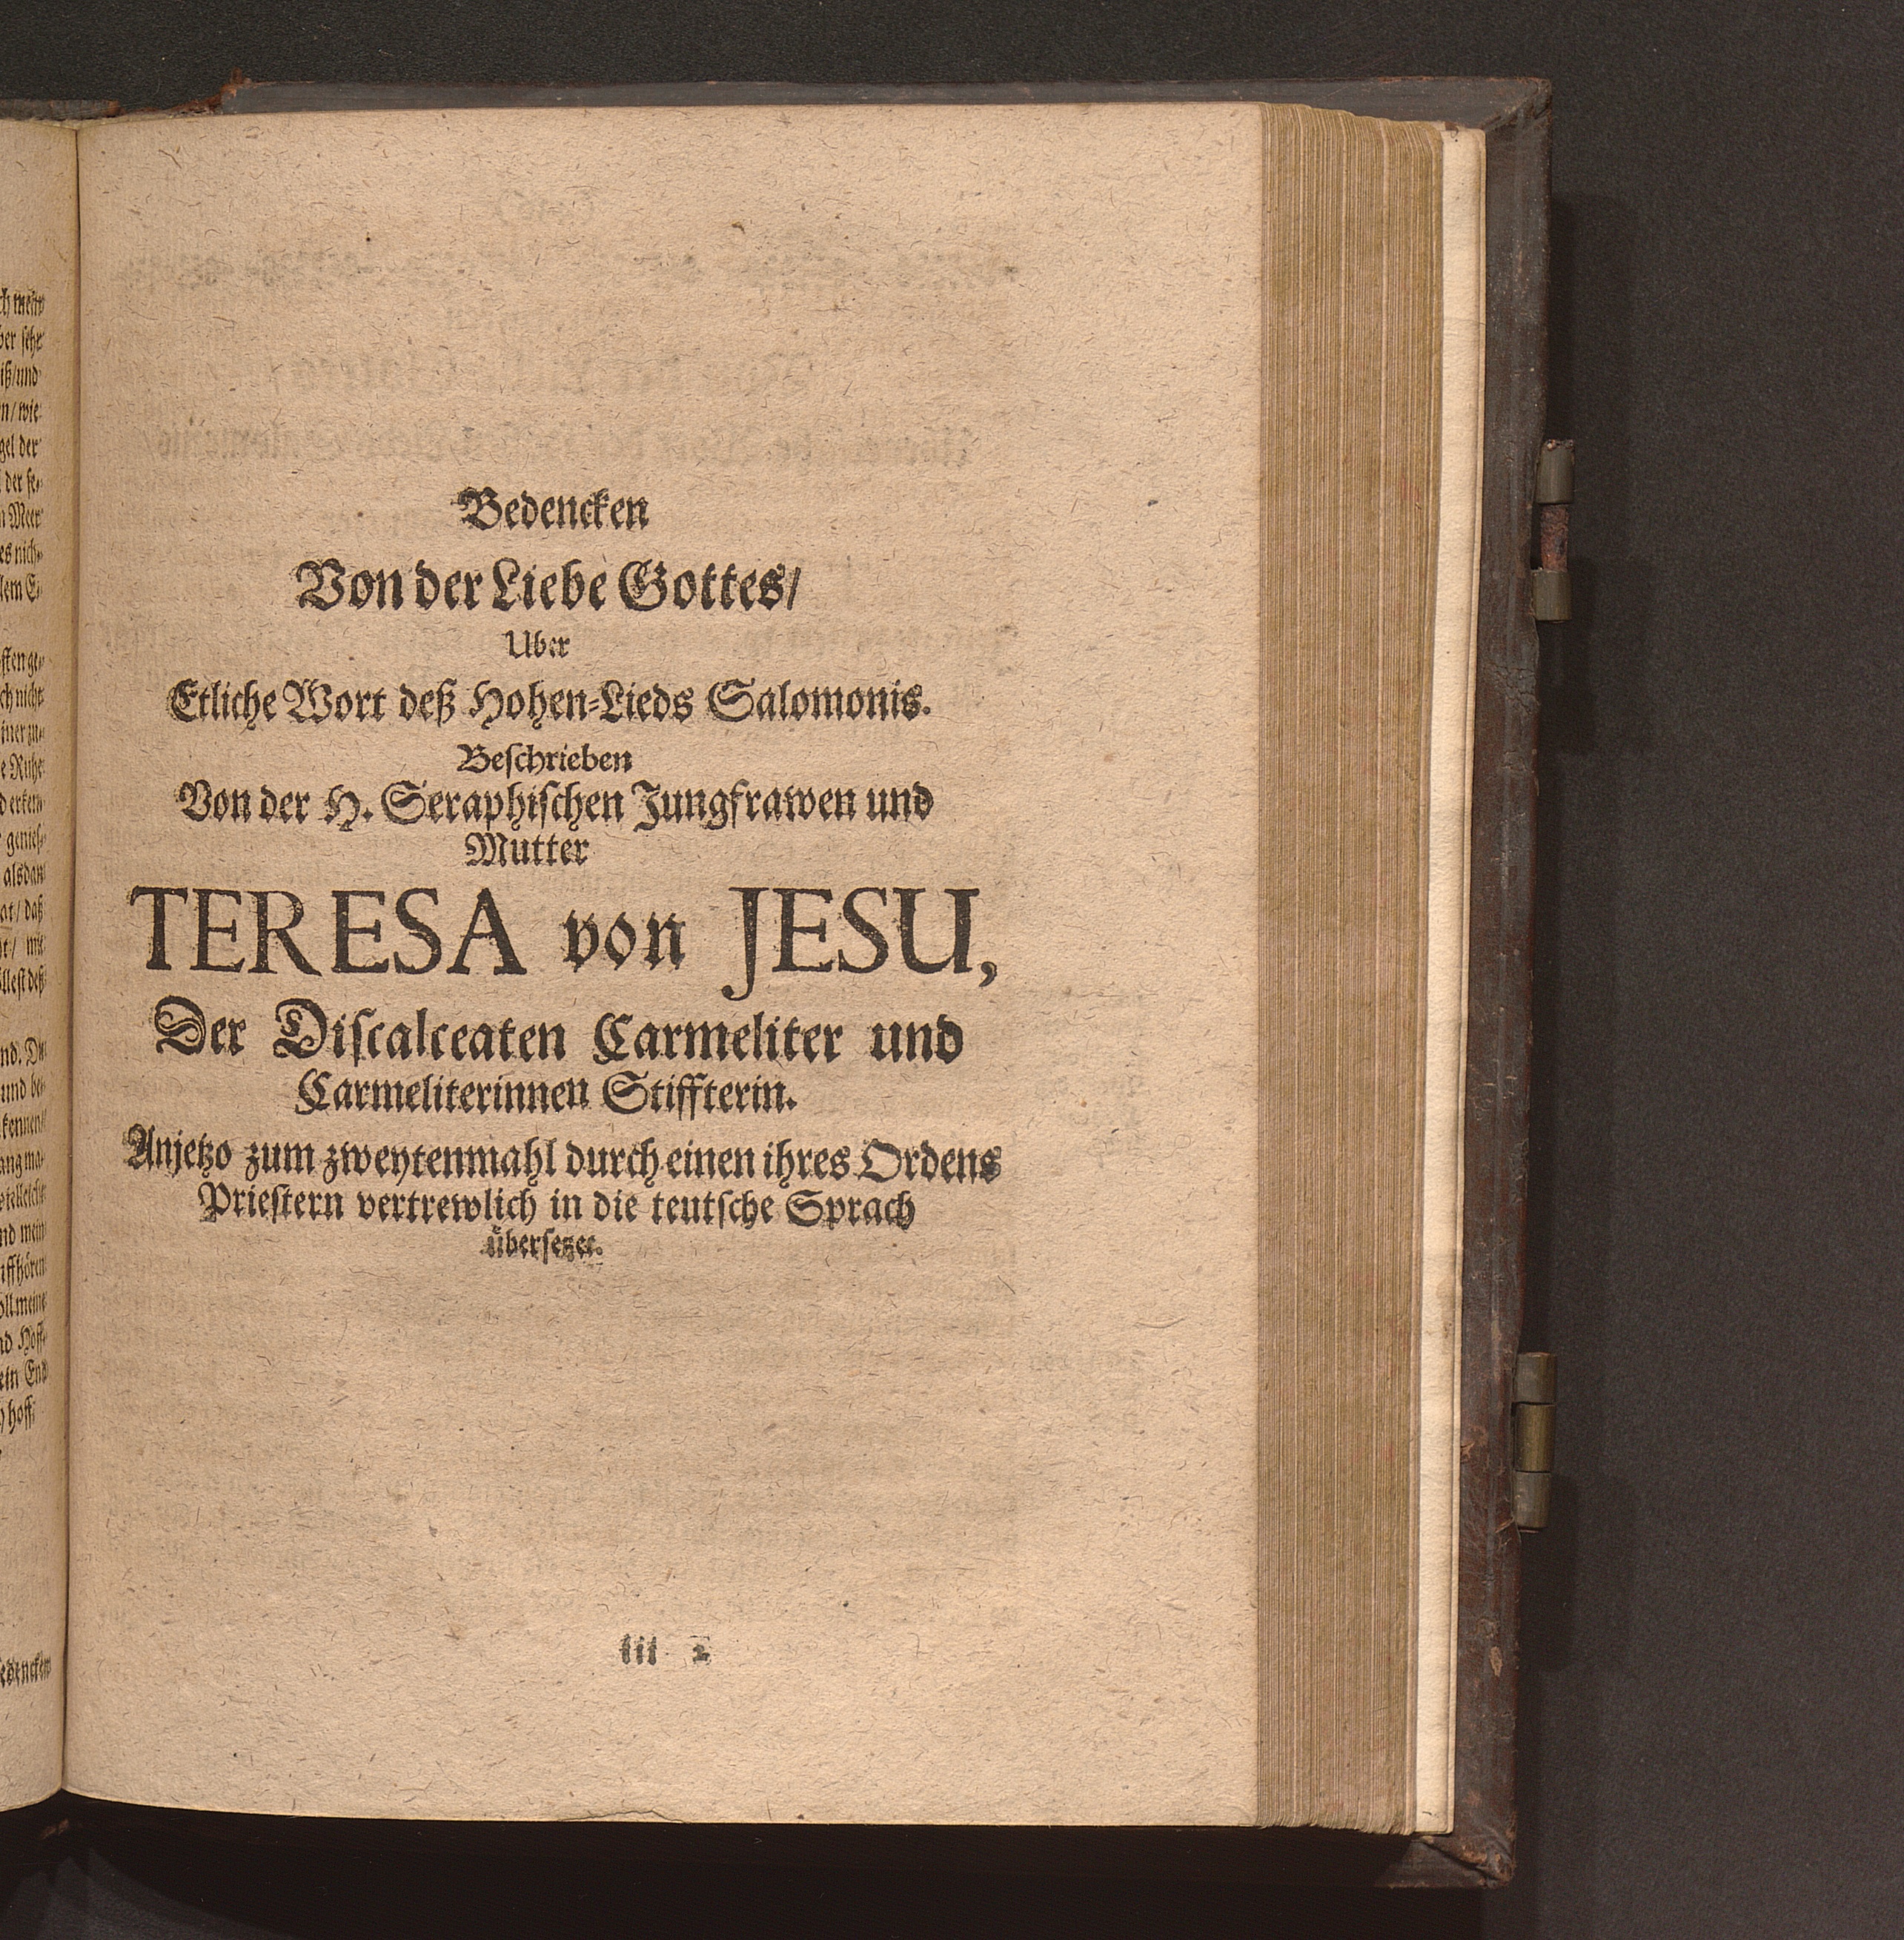 Bedencken
Von der Liebe Gottes/
Uber
Etliche Wort deß Hohen-Lieds Salomonis.
Beſchrieben
Von der H. Seraphiſchen Jungfrawen und
Mutter
TERESA von JESU,
Der Diſcalceaten Carmeliter und
Carmeliterinnen Stiffterin.
Anjetzo zum zweytenmahl durch einen ihres Ordens
Prieſtern vertrewlich in die teutſche Sprach
überſetzet.